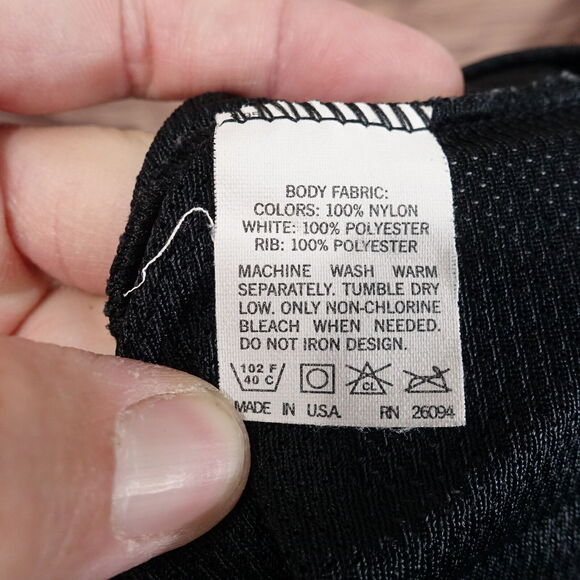 BODY FABRIC:
COLORS: 100% NYLON
WHITE: 100% POLYESTER
RIB: 100% POLYESTER
MACHINE WASH WARM
SEPARATELY. TUMBLE DRY
LOW. ONLY NON-CHLORINE
BLEACH WHEN NEEDED.
DO NOT IRON DESIGN.
102 F
40 C
CL
MADE IN U.S.A. RN 26094